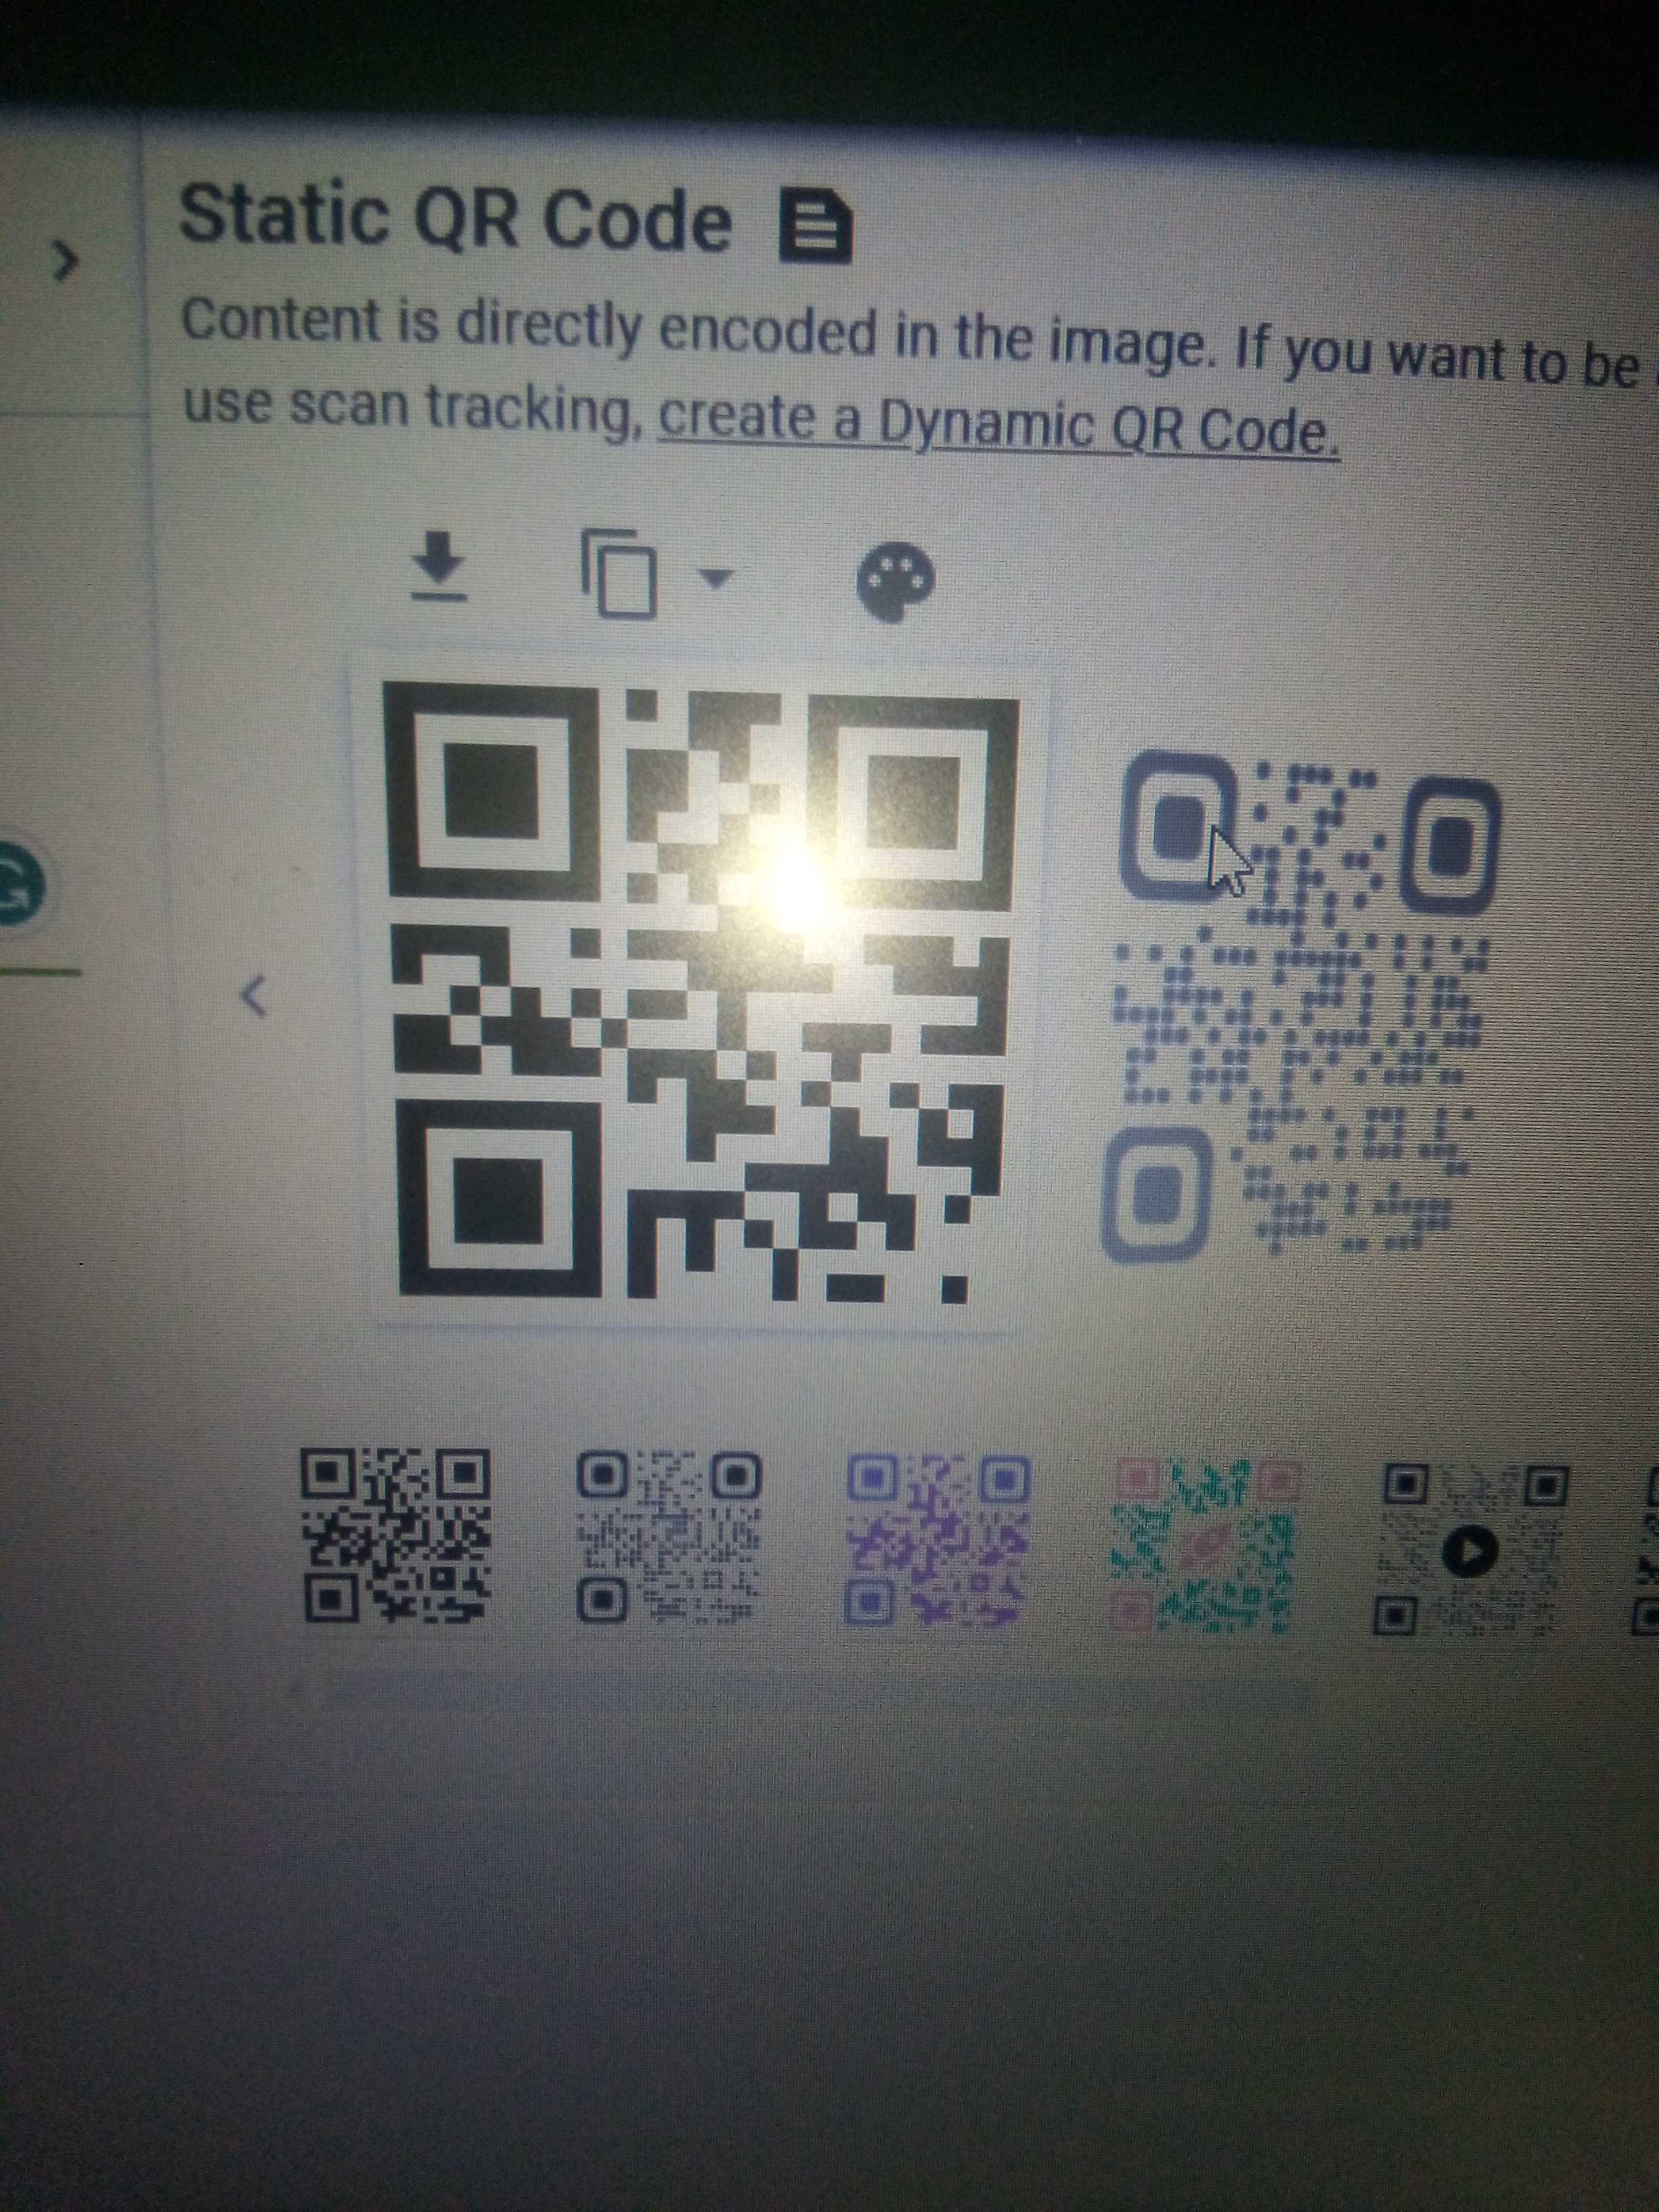 Static QR Code
Content is directly encoded in the image. If you want to be
use scan tracking, create a Dynamic QR Code.